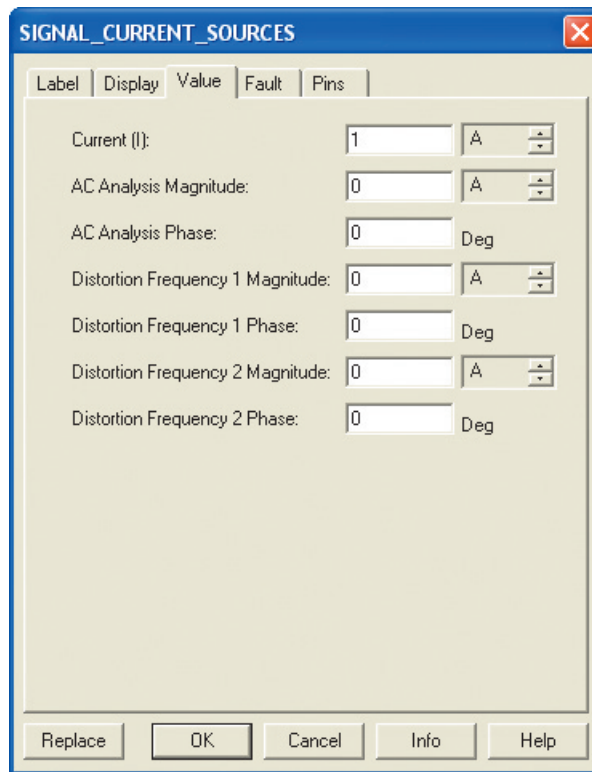 SIGNAL_CURRENT_SOURCES
Label Display Value Fault Pins
Current (I): 1 A
AC Analysis Magnitude: 0 A
AC Analysis Phase: 0 Deg
Distortion Frequency 1 Magnitude: 0 A
Distortion Frequency 1 Phase: 0 Deg
Distortion Frequency 2 Magnitude: 0 A
Distortion Frequency 2 Phase: 0 Deg
Replace OK Cancel Info Help